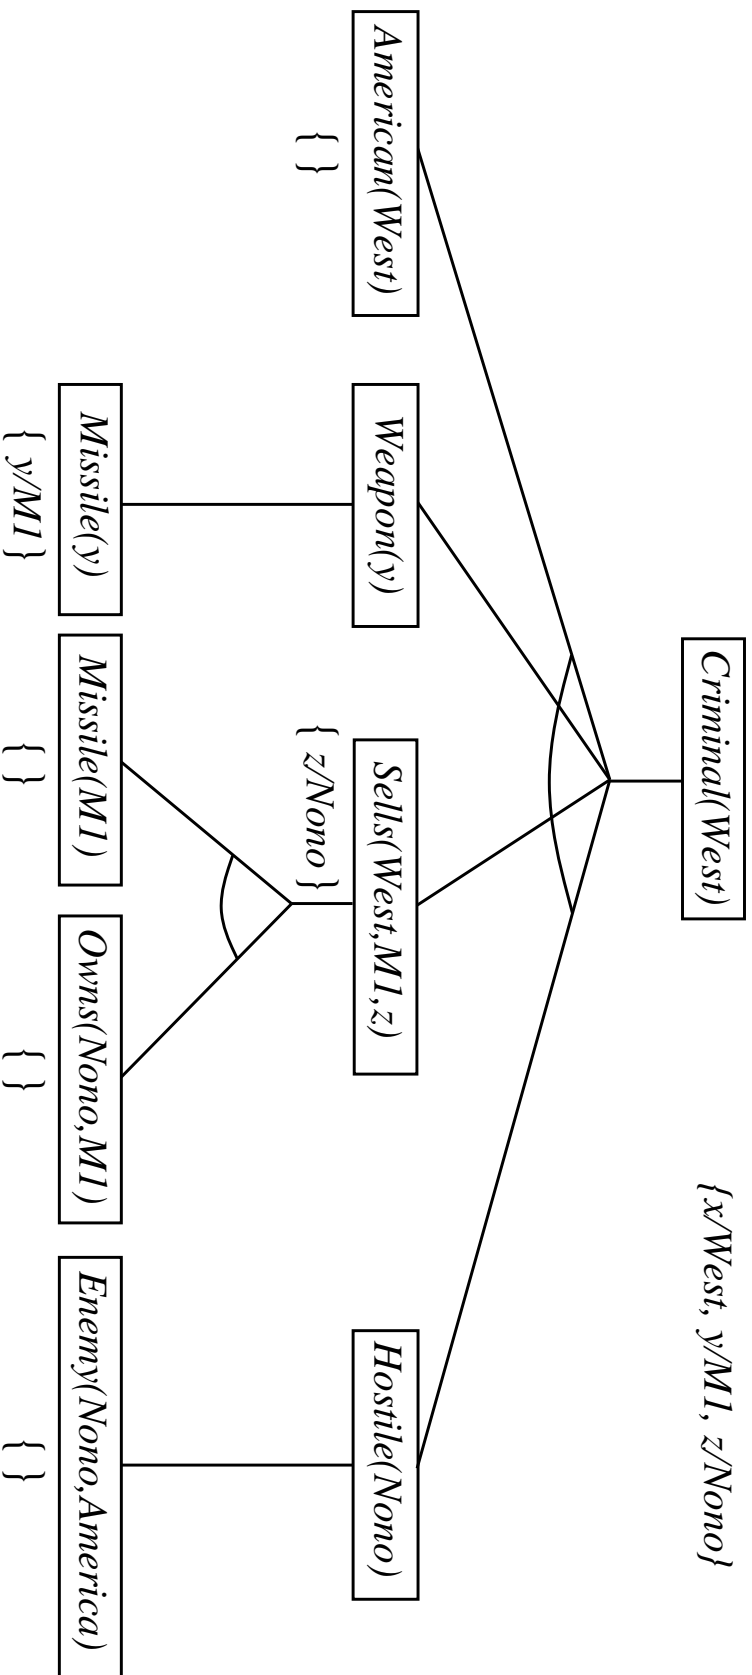 Criminal(West)
{x/West, y/M1, z/Nono}
American(West)
Weapon(y)
Sells(West,M1,z)
Hostile(Nono)
{ }
{ z/Nono }
Missile(y)
Missile(M1)
Owns(Nono,M1)
Enemy(Nono,America)
{ y/M1 }
{ }
{ }
{ }